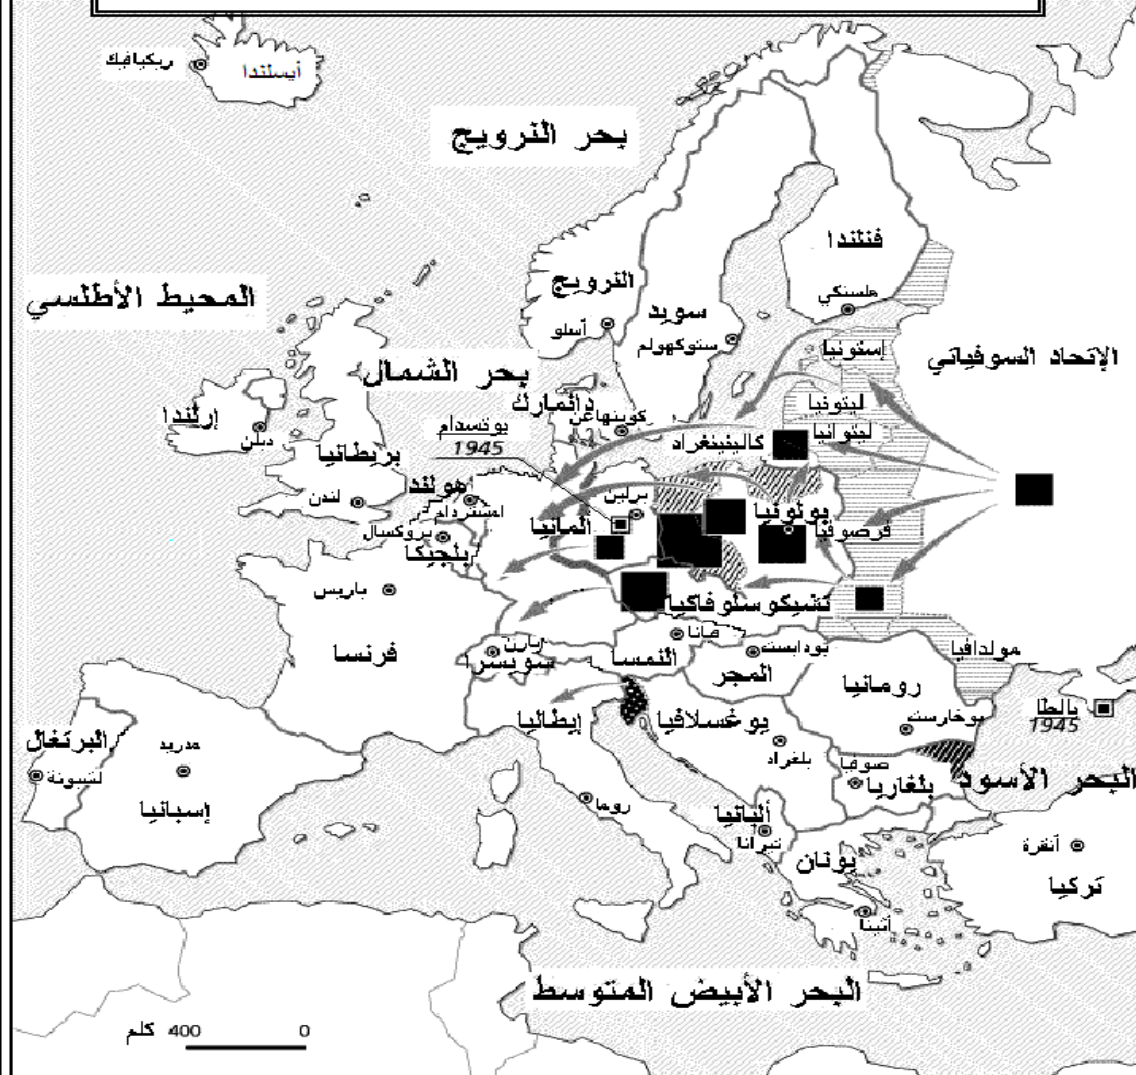 ريكيافيك
أيسلندا
بحر النرويج
فنلندا
المحيط الأطلسي
النرويج
هلسنكي
سويد
أسلو
ستوكهولم
إستونيا
الإتحاد السوفياتي
بحر الشمال
دانمارك
ليتونيا
إرلندا
دبلن
كوبنهاغن
بوتسدام
1945
كالينينغراد
ليتوانيا
بريطانيا
لندن
هولندا
امستردام
برلين
بولونيا
ألمانيا
فرصوفيا
بروكسال
بلجيكا
باريس
تشيكوسلوفاكيا
فرنسا
سويسرا
النمسا
بودابست
المجر
مولدافيا
رومانيا
يالطا
1945
بوخارست
إيطاليا
يوغسلافيا
بلغراد
البرتغال
لشبونة
مدريد
إسبانيا
صوفيا
بلغاريا
البحر الأسود
روما
ألبانيا
تيرانا
يونان
أثينا
أنقرة
تركيا
البحر الأبيض المتوسط
كلم 400 0